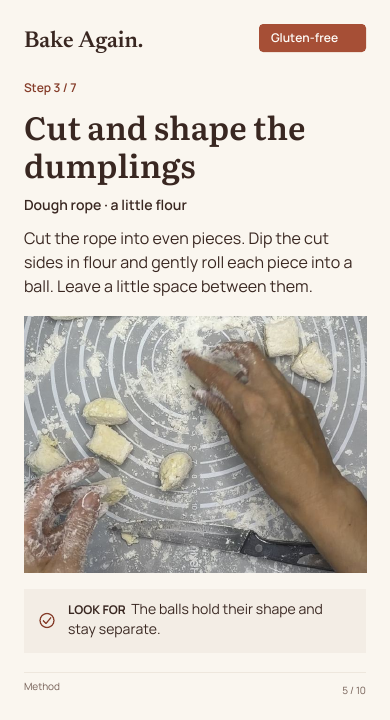 Bake Again.
Gluten-free
Step 3 / 7
Cut and shape the
dumplings
Dough rope · a little flour
Cut the rope into even pieces. Dip the cut
sides in flour and gently roll each piece into a
ball. Leave a little space between them.
LOOK FOR The balls hold their shape and
stay separate.
Method
5 / 10